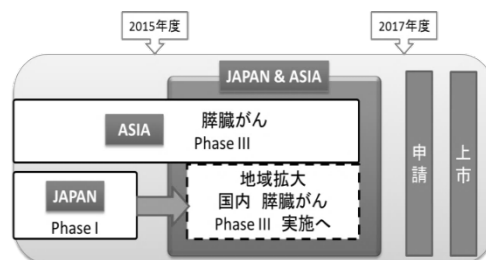 2015年度
2017年度
JAPAN & ASIA
ASIA
膵臓がん
Phase III
JAPAN
Phase I
地域拡大
国内 膵臓がん
Phase III 実施へ
申請
上市